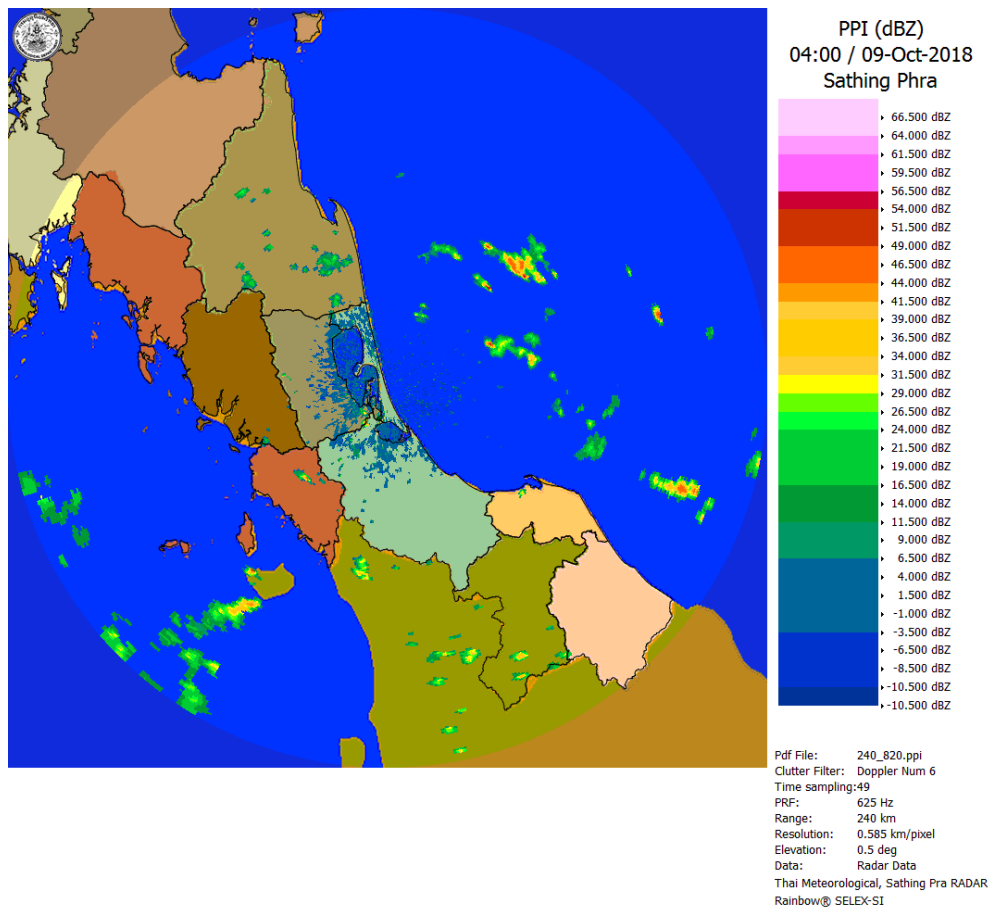 PPI (dBZ)
04:00 / 09-Oct-2018
Sathing Phra
66.500 dBZ
64.000 dBZ
61.500 dBZ
59.500 dBZ
56.500 dBZ
54.000 dBZ
51.500 dBZ
49.000 dBZ
46.500 dBZ
44.000 dBZ
41.500 dBZ
39.000 dBZ
36.500 dBZ
34.000 dBZ
31.500 dBZ
29.000 dBZ
26.500 dBZ
24.000 dBZ
21.500 dBZ
19.000 dBZ
16.500 dBZ
14.000 dBZ
11.500 dBZ
9.000 dBZ
6.500 dBZ
4.000 dBZ
1.500 dBZ
-1.000 dBZ
-3.500 dBZ
-6.500 dBZ
-8.500 dBZ
-10.500 dBZ
-10.500 dBZ
Pdf File: 240_820.ppi
Clutter Filter: Doppler Num 6
Time sampling:49
PRF: 625 Hz
Range: 240 km
Resolution: 0.585 km/pixel
Elevation: 0.5 deg
Data: Radar Data
Thai Meteorological, Sathing Pra RADAR
Rainbow® SELEX-SI